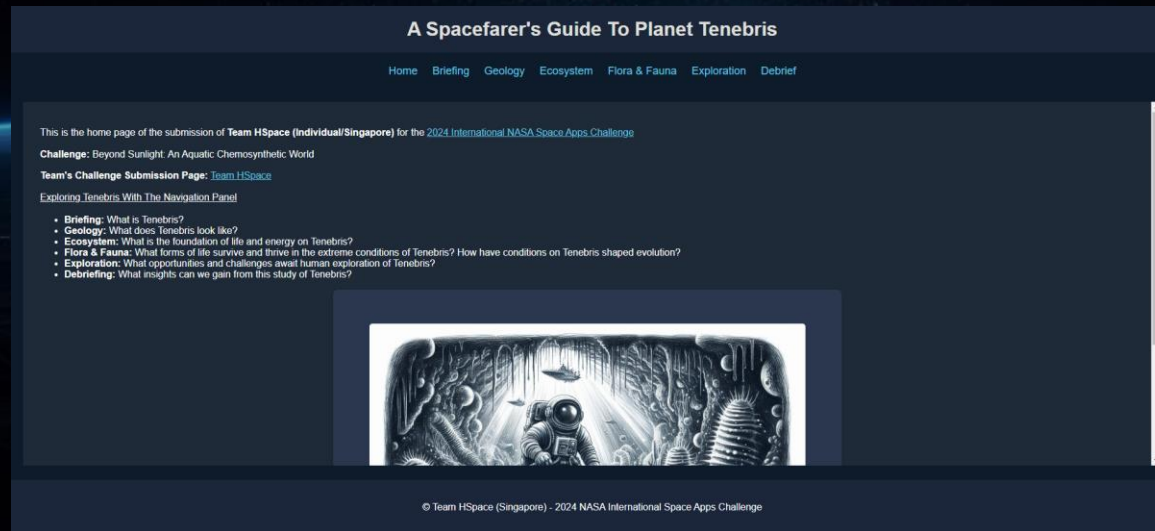 A Spacefarer's Guide To Planet Tenebris
Home Briefing Geology Ecosystem Flora & Fauna Exploration Debrief
This is the home page of the submission of Team HSpace (Individual/Singapore) for the 2024 International NASA Space Apps Challenge
Challenge: Beyond Sunlight: An Aquatic Chemosynthetic World
Team's Challenge Submission Page: Team HSpace
Exploring Tenebris With The Navigation Panel
• Briefing: What is Tenebris?
• Geology: What does Tenebris look like?
• Ecosystem: What is the foundation of life and energy on Tenebris?
• Flora & Fauna: What forms of life survive and thrive in the extreme conditions of Tenebris? How have conditions on Tenebris shaped evolution?
• Exploration: What opportunities and challenges await human exploration of Tenebris?
• Debriefing: What insights can we gain from this study of Tenebris?
© Team HSpace (Singapore) - 2024 NASA International Space Apps Challenge